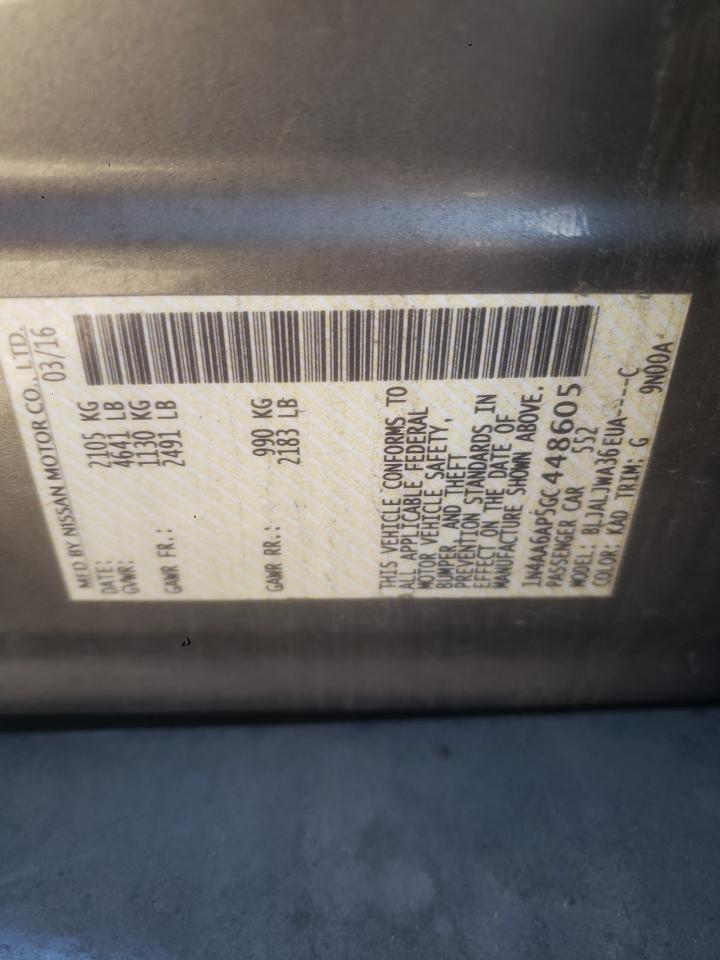 MFD BY NISSAN MOTOR CO., LTD.
DATE: 03/16
GVWR: 2105 KG
4641 LB
GAWR FR.: 1130 KG
2491 LB
GAWR RR.: 990 KG
2183 LB
THIS VEHICLE CONFORMS TO
ALL APPLICABLE FEDERAL
MOTOR VEHICLE SAFETY,
BUMPER, AND THEFT
PREVENTION STANDARDS IN
EFFECT ON THE DATE OF
MANUFACTURE SHOWN ABOVE.
1N4AA6AP5GC448605
PASSENGER CAR 552
MODEL: BLJALJWA36EUA-----C
COLOR: KAD TRIM: G 9N00A